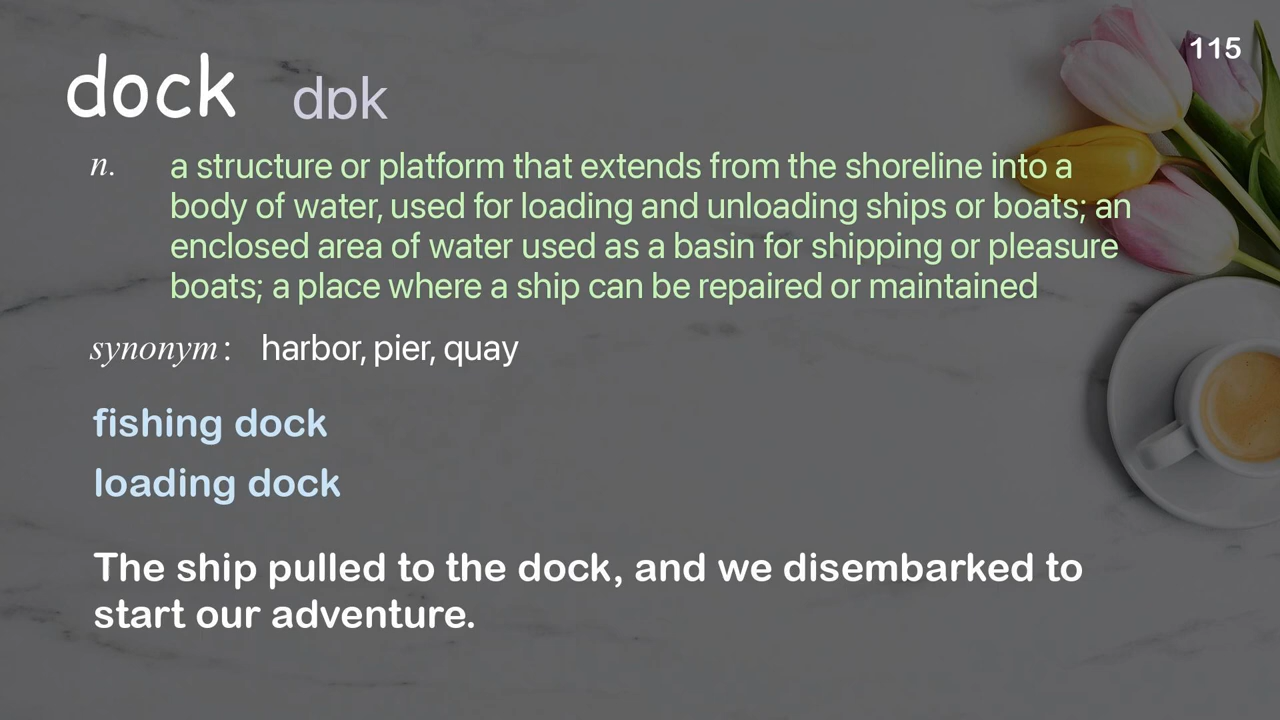 115
dock dɒk
n. a structure or platform that extends from the shoreline into a
body of water, used for loading and unloading ships or boats; an
enclosed area of water used as a basin for shipping or pleasure
boats; a place where a ship can be repaired or maintained
synonym : harbor, pier, quay
fishing dock
loading dock
The ship pulled to the dock, and we disembarked to
start our adventure.